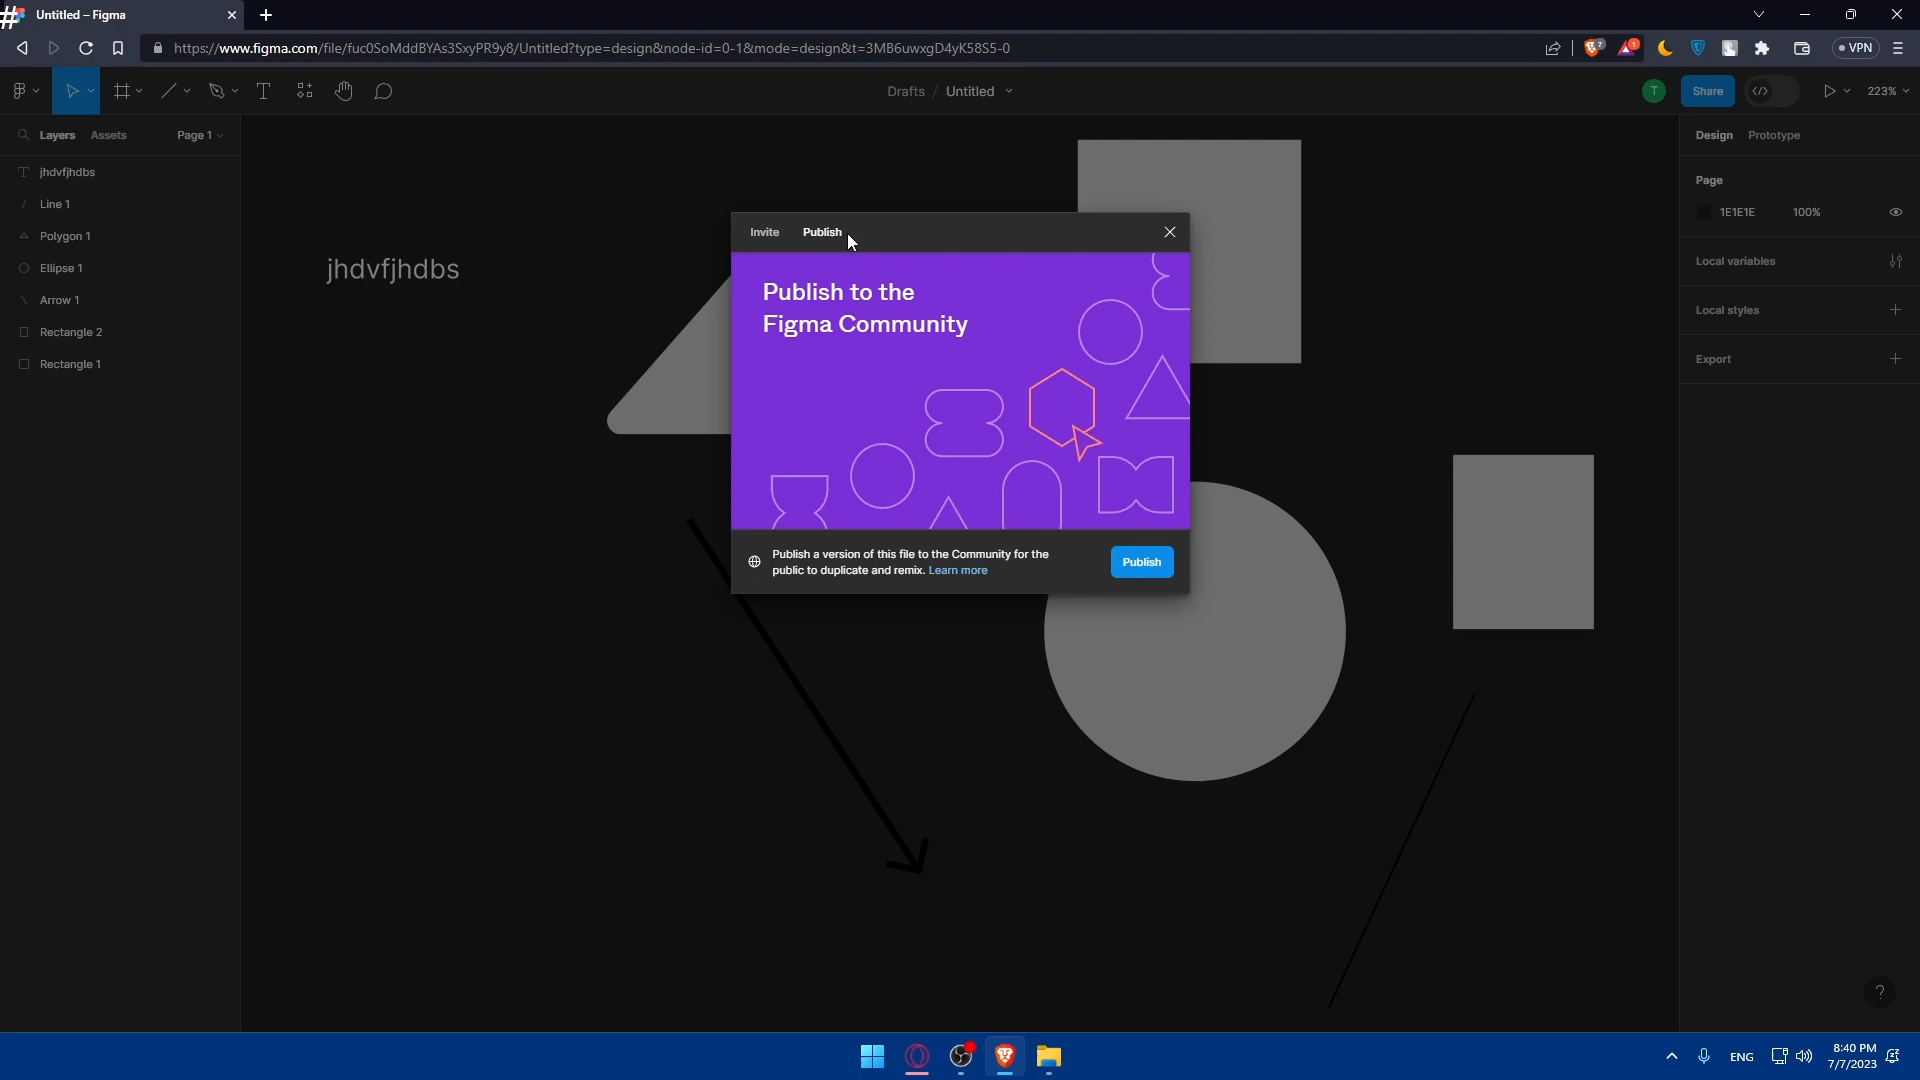 Untitled – Figma
https://www.figma.com/file/fuc0SoMddBYAs3SxyPR9y8/Untitled?type=design&node-id=0-1&mode=design&t=3MB6uwxgD4yK58S5-0
7
1
VPN
Drafts / Untitled
T
Share
223%
Layers
Assets
Page 1
jhdvfjhdbs
Line 1
Polygon 1
Ellipse 1
Arrow 1
Rectangle 2
Rectangle 1
jhdvfjhdbs
Invite
Publish
Publish to the
Figma Community
Publish a version of this file to the Community for the
public to duplicate and remix. Learn more
Publish
Design
Prototype
Page
1E1E1E
100%
Local variables
Local styles
Export
?
ENG
8:40 PM
7/7/2023